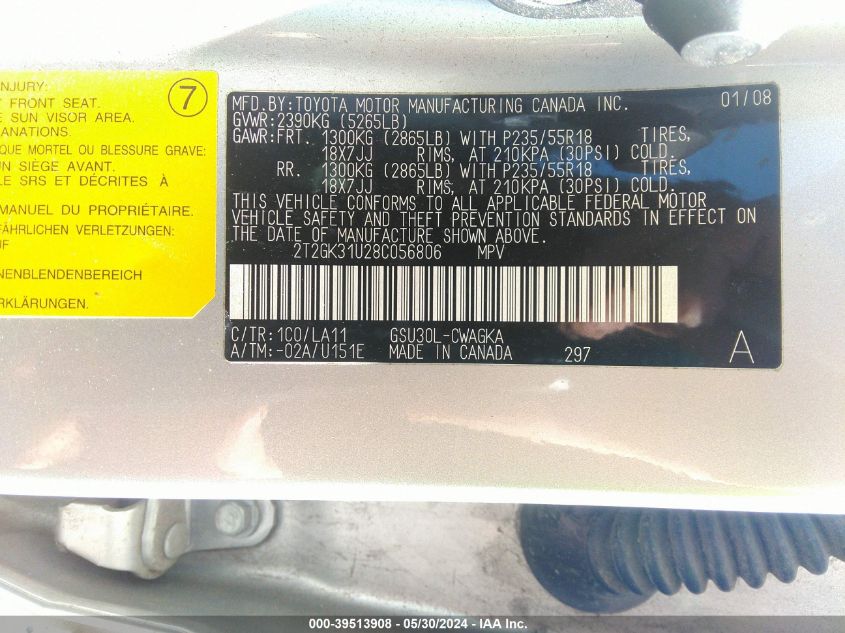 NJURY:
FRONT SEAT.
SUN VISOR AREA.
ANATIONS.
QUE MORTEL OU BLESSURE GRAVE:
UN SIÈGE AVANT.
LE SRS ET DÉCRITES À
MANUEL DU PROPRIÉTAIRE.
FÄHRLICHEN VERLETZUNGEN:
UF
NENBLENDENBEREICH
ERKLÄRUNGEN.
7
MFD.BY:TOYOTA MOTOR MANUFACTURING CANADA INC. 01/08
GVWR:2390KG (5265LB)
GAWR:FRT. 1300KG (2865LB) WITH P235/55R18 TIRES,
18X7JJ RIMS, AT 210KPA (30PSI) COLD.
RR. 1300KG (2865LB) WITH P235/55R18 TIRES,
18X7JJ RIMS, AT 210KPA (30PSI) COLD.
THIS VEHICLE CONFORMS TO ALL APPLICABLE FEDERAL MOTOR
VEHICLE SAFETY AND THEFT PREVENTION STANDARDS IN EFFECT ON
THE DATE OF MANUFACTURE SHOWN ABOVE.
2T2GK31U28C056806 MPV
C/TR:1C0/LA11 GSU30L-CWAGKA
A/TM:-02A/U151E MADE IN CANADA 297 A
000-39513908 - 05/30/2024 - IAA Inc.